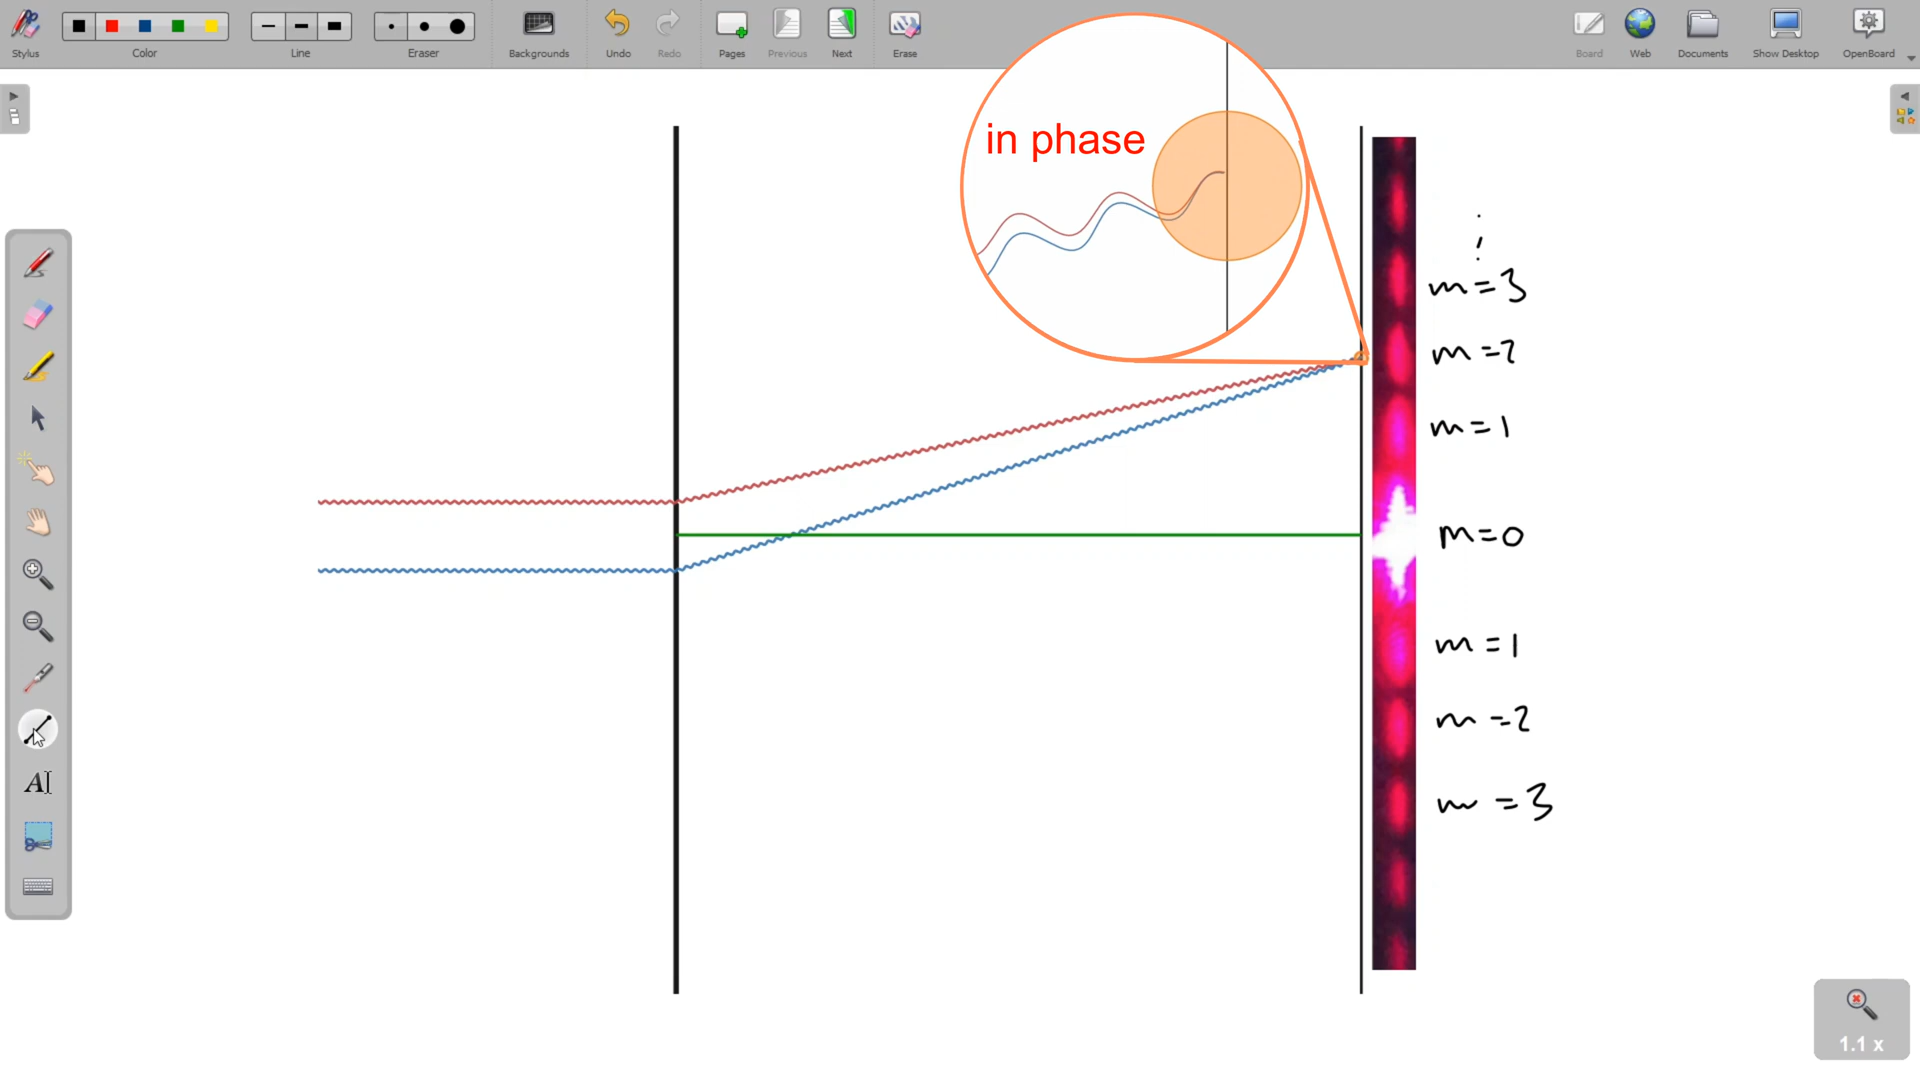 Stylus
Color
Line
Eraser
Backgrounds
Undo
Redo
Pages
Previous
Next
Erase
Board
Web
Documents
Show Desktop
OpenBoard
in phase
m=3
m=2
m=1
m=0
m=1
m=2
m=3
1.1 x